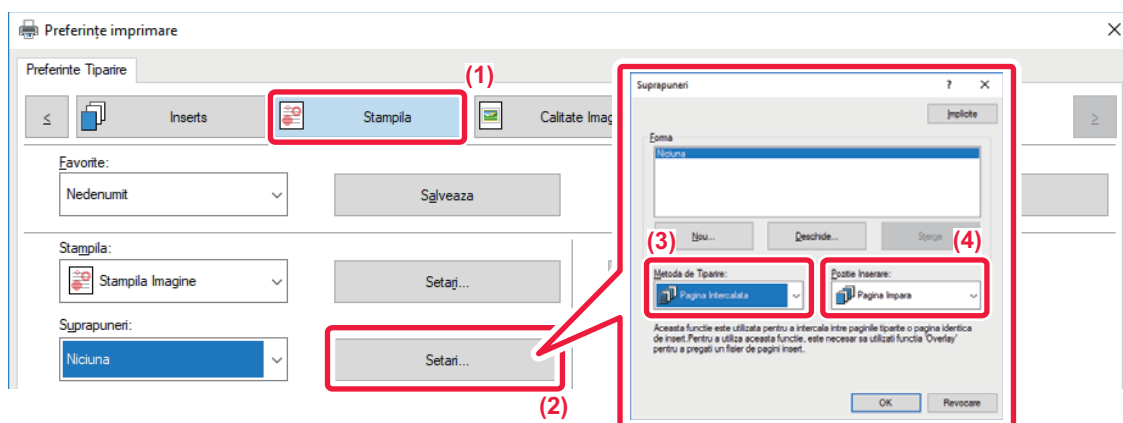 Preferințe imprimare
Preferinte Tiparire
(1)
≤
Inserts
Stampila
Calitate Imag
≥
Favorite:
Nedenumit
Salveaza
Stampila:
Stampila Imagine
Setari...
Suprapuneri:
Niciuna
Setari...
(2)
Suprapuneri
?
Implicite
Forma
Niciuna
Nou...
Deschide...
Sterge
(3)
(4)
Metoda de Tiparire:
Pagina Intercalata
Pozitie Inserare:
Pagina Impara
Aceasta functie este utilizata pentru a intercala intre paginile tiparite o pagina identica
de insert.Pentru a utiliza aceasta functie, este necesar sa utilizati functia 'Overlay'
pentru a pregati un fisier de pagini insert.
OK
Revocare